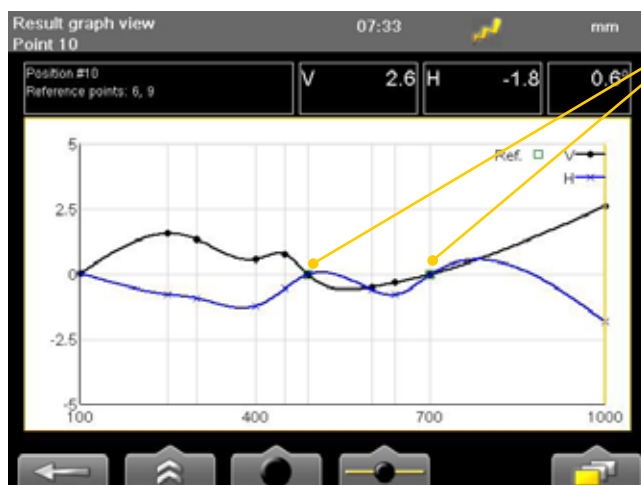 Result graph view 07:33 mm
Point 10
Position #10
Reference points: 6, 9
V 2.6 H -1.8 0.6°
5
Ref. V
H
2.5
0
-2.5
-5
100 400 700 1000